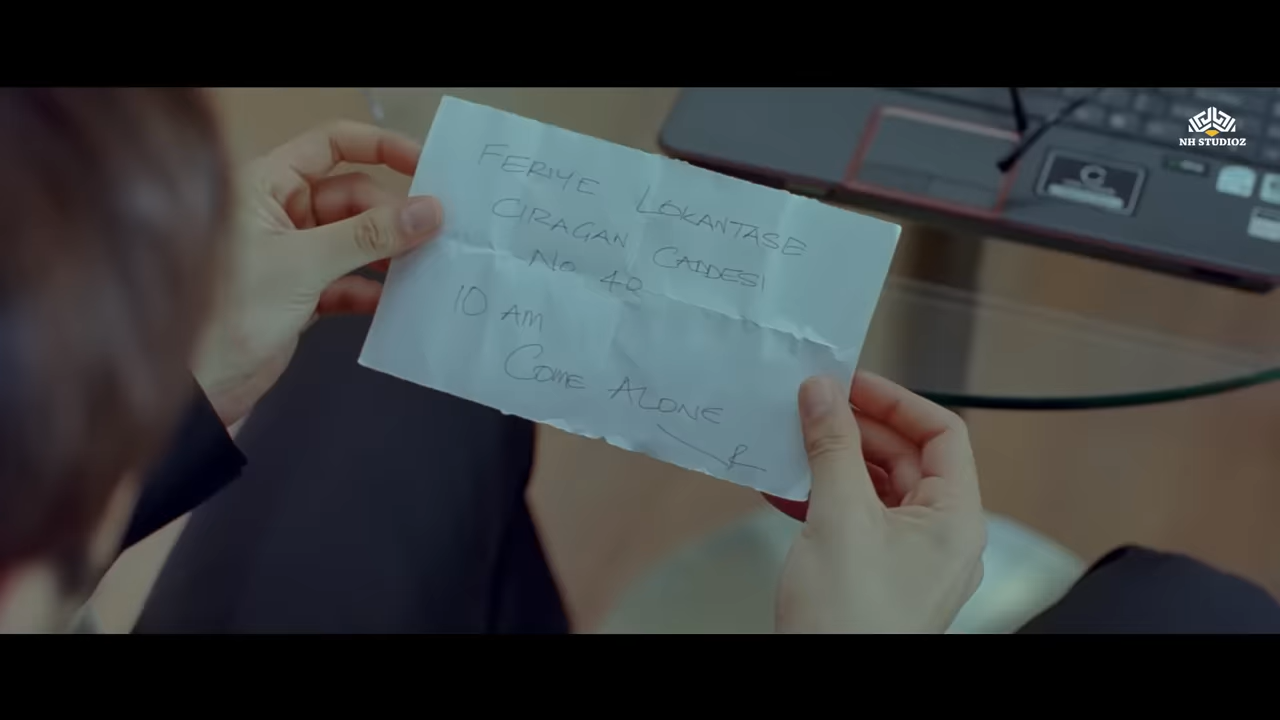 FERIYE LOKANTASE
CIRAGAN CADDESI
No 40
10 AM
COME ALONE
R
NH STUDIOZ